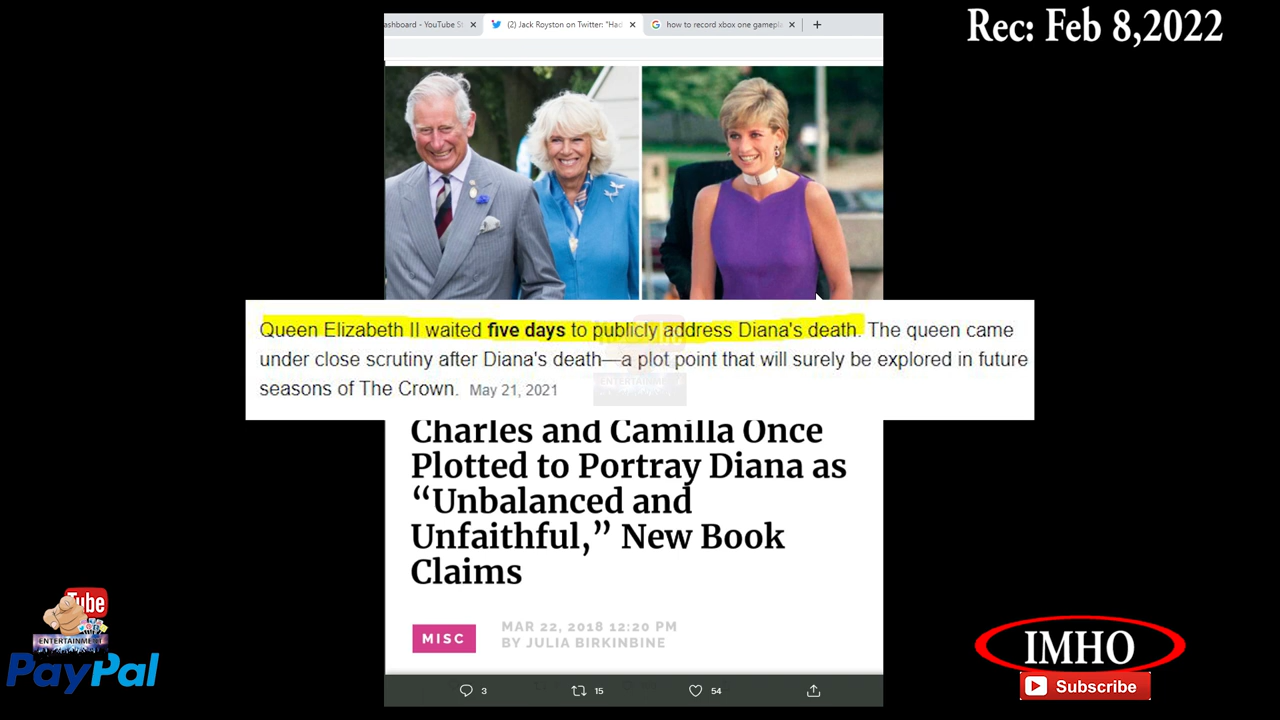 Rec: Feb 8,2022
ashboard - YouTube S
(2) Jack Royston on Twitter: "Had
how to record xbox one gamepl
Queen Elizabeth II waited five days to publicly address Diana's death. The queen came
under close scrutiny after Diana's death—a plot point that will surely be explored in future
seasons of The Crown. May 21, 2021
Charles and Camilla Once
Plotted to Portray Diana as
“Unbalanced and
Unfaithful,” New Book
Claims
MISC
MAR 22, 2018 12:20 PM
BY JULIA BIRKINBINE
3
15
54
Tube
ENTERTAINMENT
PayPal
IMHO
Subscribe